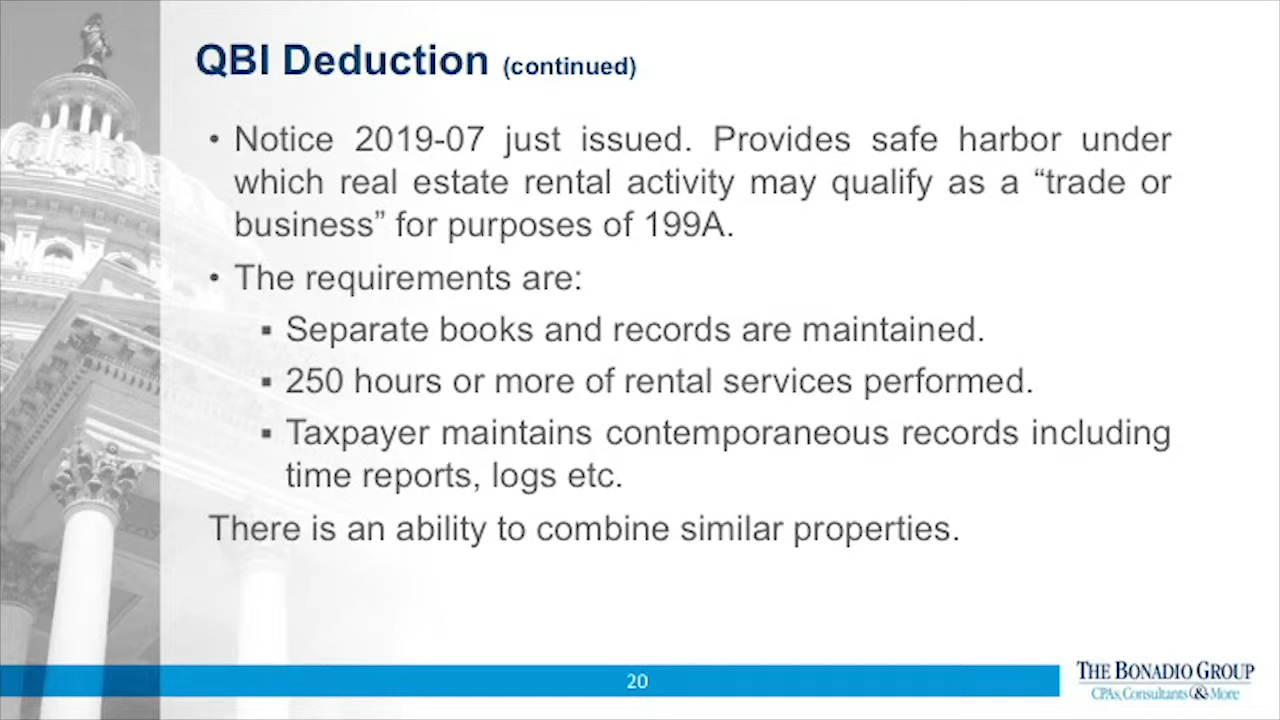 QBI Deduction (continued)
• Notice 2019-07 just issued. Provides safe harbor under
which real estate rental activity may qualify as a “trade or
business” for purposes of 199A.
• The requirements are:
▪ Separate books and records are maintained.
▪ 250 hours or more of rental services performed.
▪ Taxpayer maintains contemporaneous records including
time reports, logs etc.
There is an ability to combine similar properties.
20
THE BONADIO GROUP
CPAs, Consultants & More